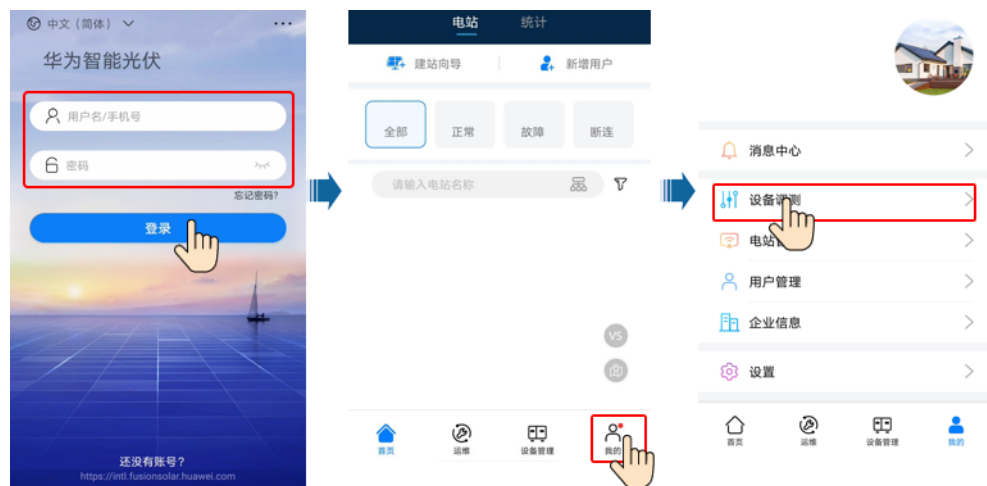 中文（简体）
华为智能光伏
用户名/手机号
密码
忘记密码?
登录
还没有账号？
https://intl.fusionsolar.huawei.com
电站 统计
建站向导 新增用户
全部 正常 故障 断连
请输入电站名称
VS
首页 运维 设备管理 我的
消息中心
设备调测
电站
用户管理
企业信息
设置
首页 运维 设备管理 我的